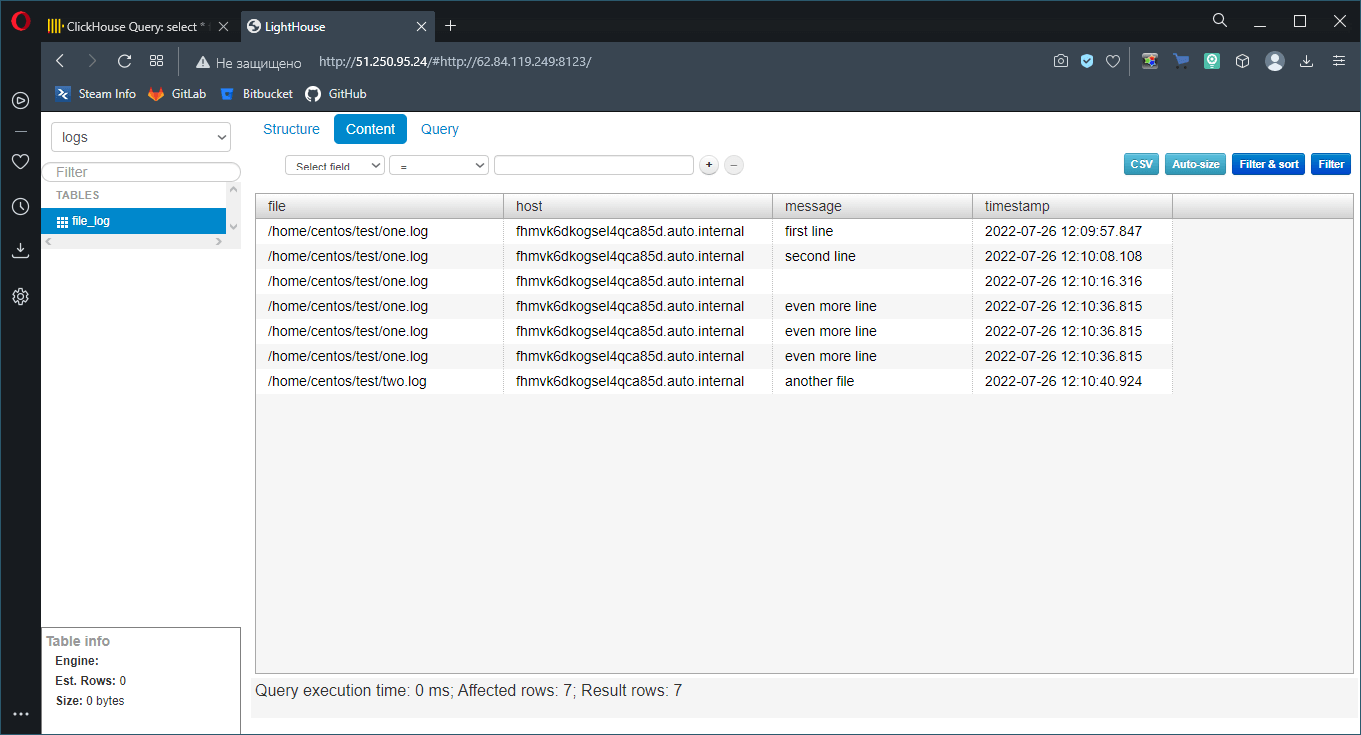 ClickHouse Query: select *
LightHouse
Не защищено http://51.250.95.24/#http://62.84.119.249:8123/
Steam Info GitLab Bitbucket GitHub
logs
Filter
TABLES
file_log
Structure Content Query
Select field = + − CSV Auto-size Filter & sort Filter
file host message timestamp
/home/centos/test/one.log fhmvk6dkogsel4qca85d.auto.internal first line 2022-07-26 12:09:57.847
/home/centos/test/one.log fhmvk6dkogsel4qca85d.auto.internal second line 2022-07-26 12:10:08.108
/home/centos/test/one.log fhmvk6dkogsel4qca85d.auto.internal 2022-07-26 12:10:16.316
/home/centos/test/one.log fhmvk6dkogsel4qca85d.auto.internal even more line 2022-07-26 12:10:36.815
/home/centos/test/one.log fhmvk6dkogsel4qca85d.auto.internal even more line 2022-07-26 12:10:36.815
/home/centos/test/one.log fhmvk6dkogsel4qca85d.auto.internal even more line 2022-07-26 12:10:36.815
/home/centos/test/two.log fhmvk6dkogsel4qca85d.auto.internal another file 2022-07-26 12:10:40.924
Table info
Engine:
Est. Rows: 0
Size: 0 bytes
Query execution time: 0 ms; Affected rows: 7; Result rows: 7